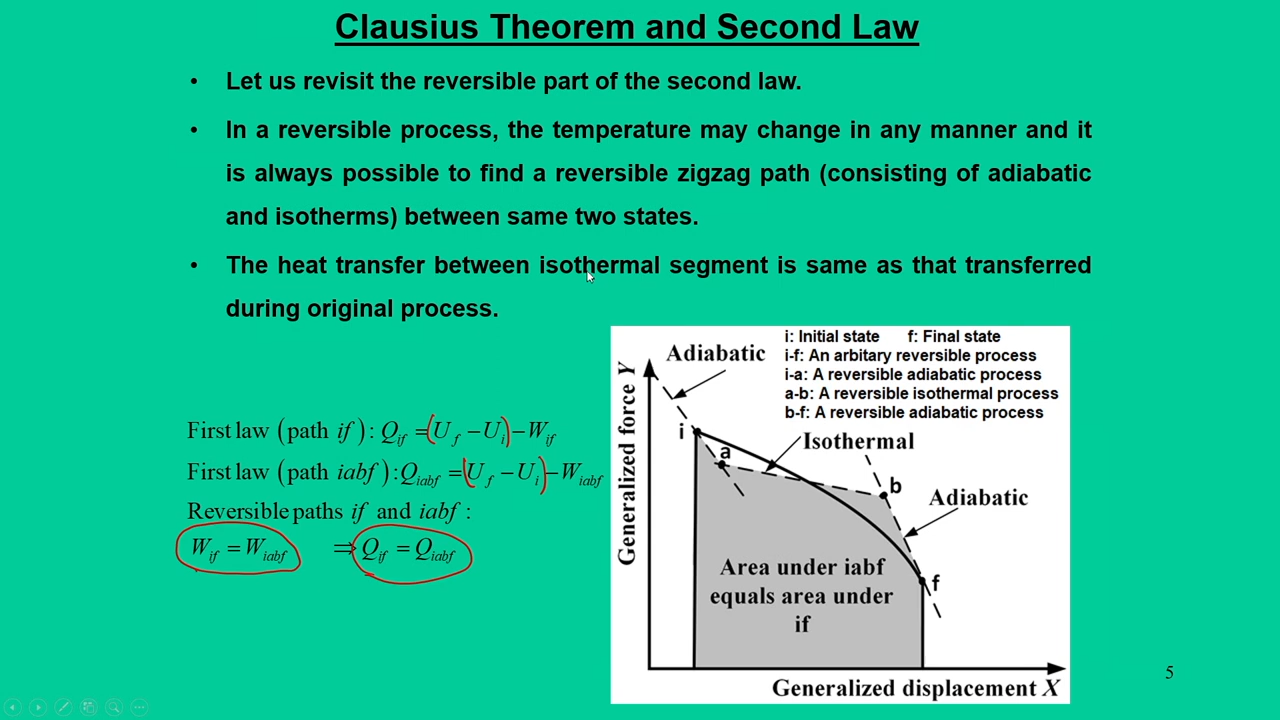 Clausius Theorem and Second Law
• Let us revisit the reversible part of the second law.
• In a reversible process, the temperature may change in any manner and it
is always possible to find a reversible zigzag path (consisting of adiabatic
and isotherms) between same two states.
• The heat transfer between isothermal segment is same as that transferred
during original process.
First law (path if): Q_if = (U_f − U_i) − W_if
First law (path iabf): Q_iabf = (U_f − U_i) − W_iabf
Reversible paths if and iabf :
W_if = W_iabf ⇒ Q_if = Q_iabf
i: Initial state f: Final state
i-f: An arbitary reversible process
i-a: A reversible adiabatic process
a-b: A reversible isothermal process
b-f: A reversible adiabatic process
Adiabatic
Generalized force Y
i
a
Isothermal
b
Adiabatic
f
Area under iabf
equals area under
if
Generalized displacement X
5